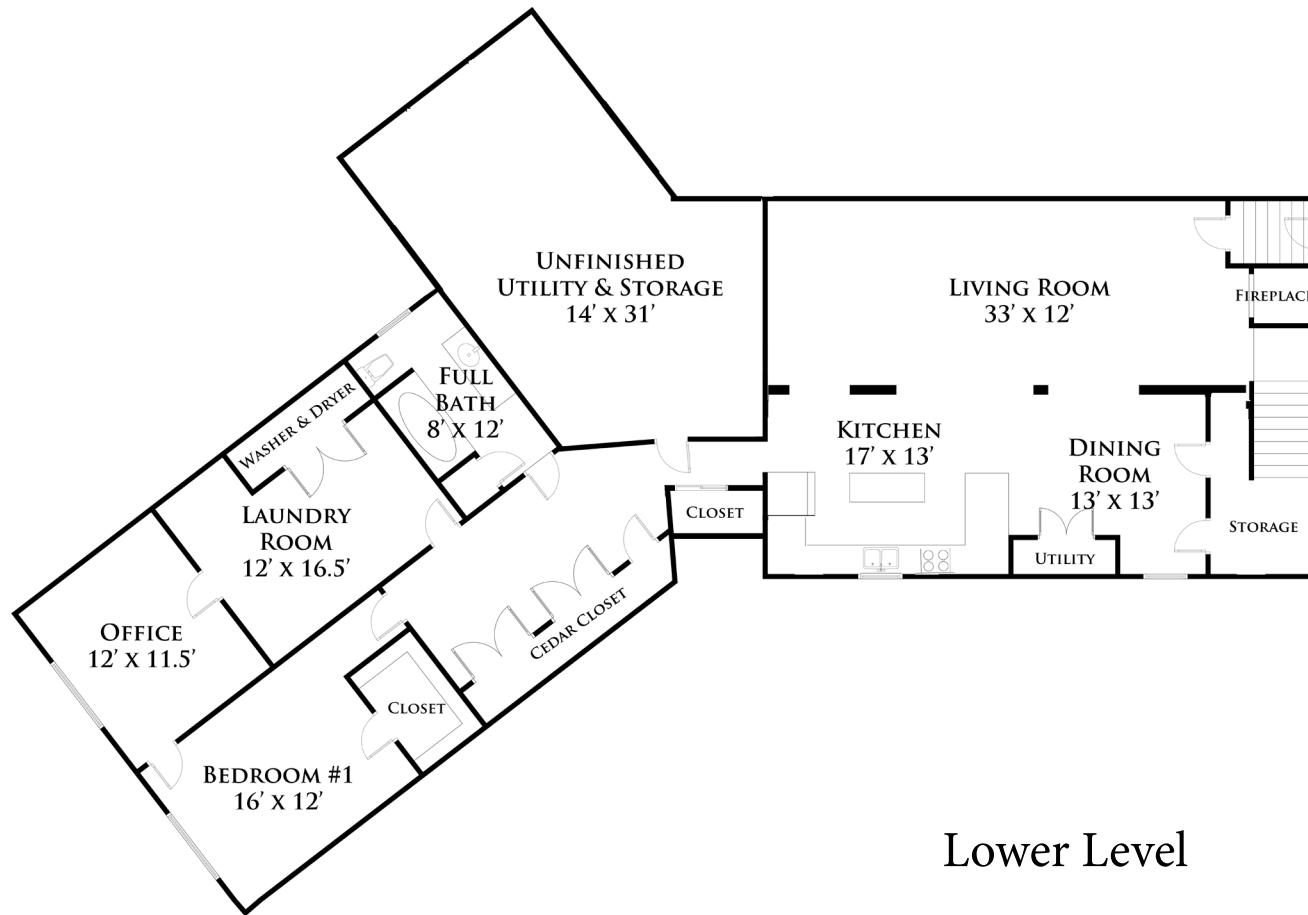 Unfinished
Utility & Storage
14’ x 31’
Living Room
33’ x 12’
Fireplac
Washer & Dryer
Full
Bath
8’ x 12’
Kitchen
17’ x 13’
Dining
Room
13’ x 13’
Laundry
Room
12’ x 16.5’
Closet
Storage
Utility
Office
12’ x 11.5’
Cedar Closet
Closet
Bedroom #1
16’ x 12’
Lower Level